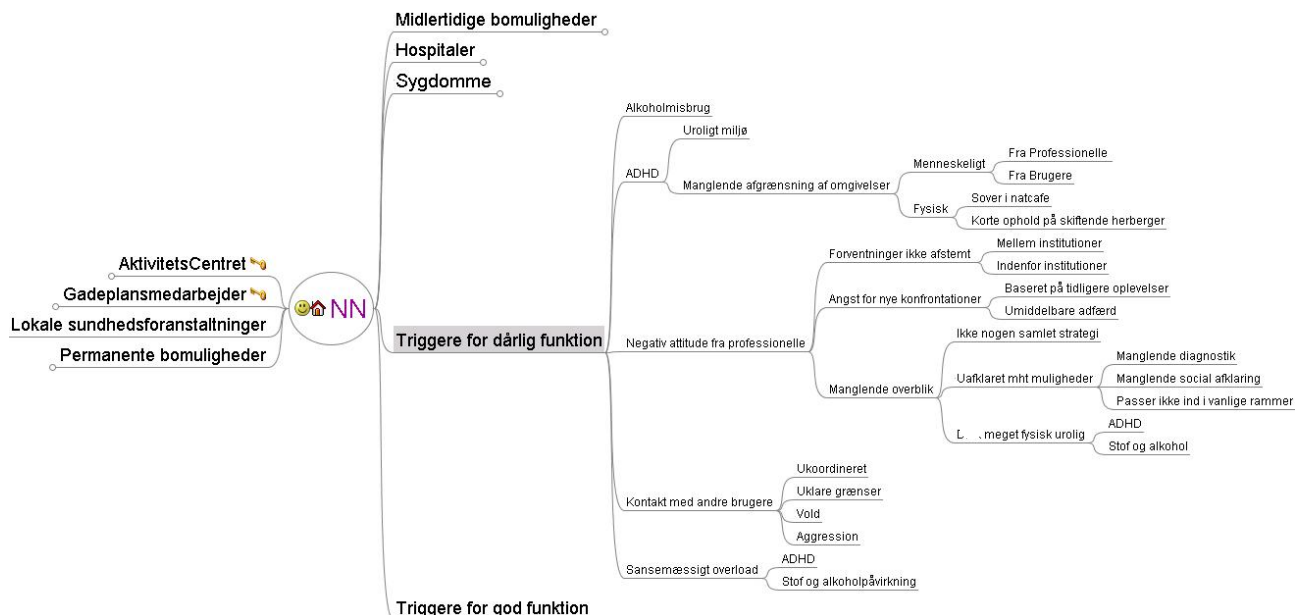 Midlertidige bomuligheder
Hospitaler
Sygdomme
AktivitetsCentret
Gadeplansmedarbejder
Lokale sundhedsforanstaltninger
Permanente bomuligheder
NN
Triggere for dårlig funktion
Alkoholmisbrug
ADHD
Uroligt miljø
Manglende afgrænsning af omgivelser
Menneskeligt
Fra Professionelle
Fra Brugere
Fysisk
Sover i natcafe
Korte ophold på skiftende herberger
Negativ attitude fra professionelle
Forventninger ikke afstemt
Mellem institutioner
Indenfor institutioner
Angst for nye konfrontationer
Baseret på tidligere oplevelser
Umiddelbare adfærd
Manglende overblik
Ikke nogen samlet strategi
Uafklaret mht muligheder
Manglende diagnostik
Manglende social afklaring
Passer ikke ind i vanlige rammer
meget fysisk urolig
ADHD
Stof og alkohol
Kontakt med andre brugere
Ukoordineret
Uklare grænser
Vold
Aggression
Sansemæssigt overload
ADHD
Stof og alkoholpåvirkning
Triggere for god funktion